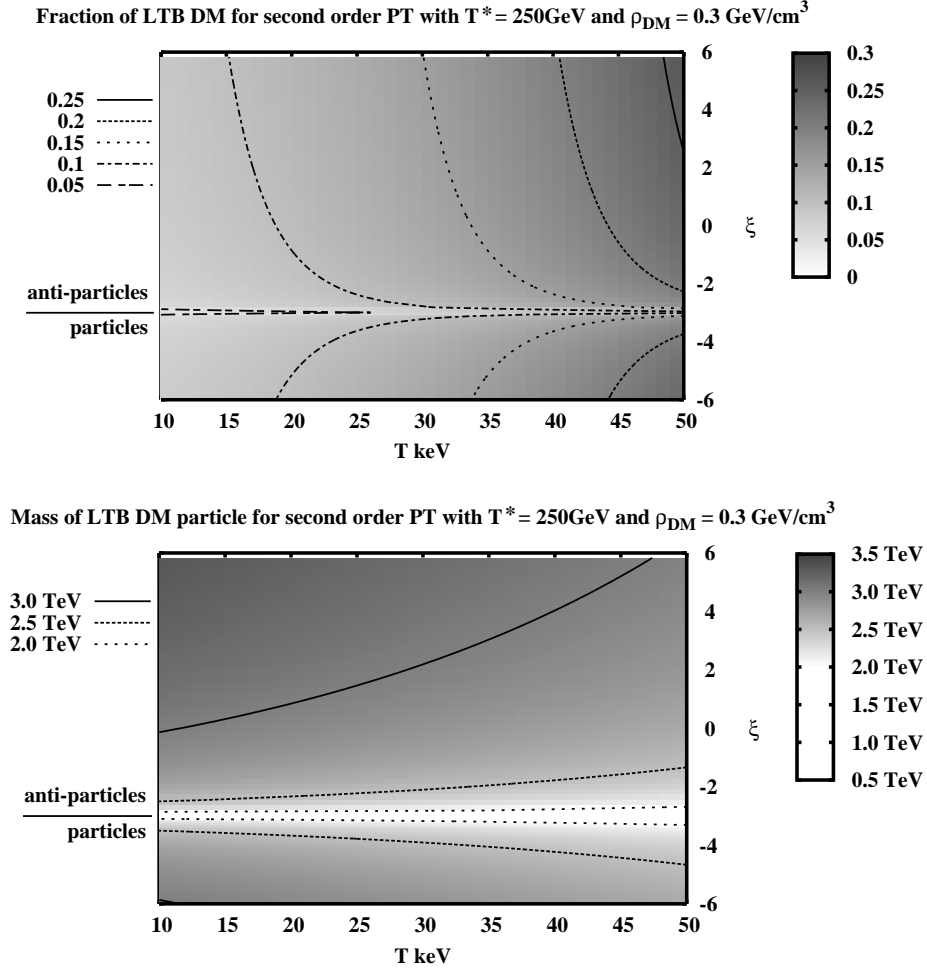 Fraction of LTB DM for second order PT with T* = 250GeV and ρDM = 0.3 GeV/cm³
0.25
0.2
0.15
0.1
0.05
anti-particles
particles
6
4
2
0
-2
-4
-6
ξ
10 15 20 25 30 35 40 45 50
T keV
0.3
0.25
0.2
0.15
0.1
0.05
0
Mass of LTB DM particle for second order PT with T* = 250GeV and ρDM = 0.3 GeV/cm³
3.0 TeV
2.5 TeV
2.0 TeV
anti-particles
particles
6
4
2
0
-2
-4
-6
ξ
10 15 20 25 30 35 40 45 50
T keV
3.5 TeV
3.0 TeV
2.5 TeV
2.0 TeV
1.5 TeV
1.0 TeV
0.5 TeV